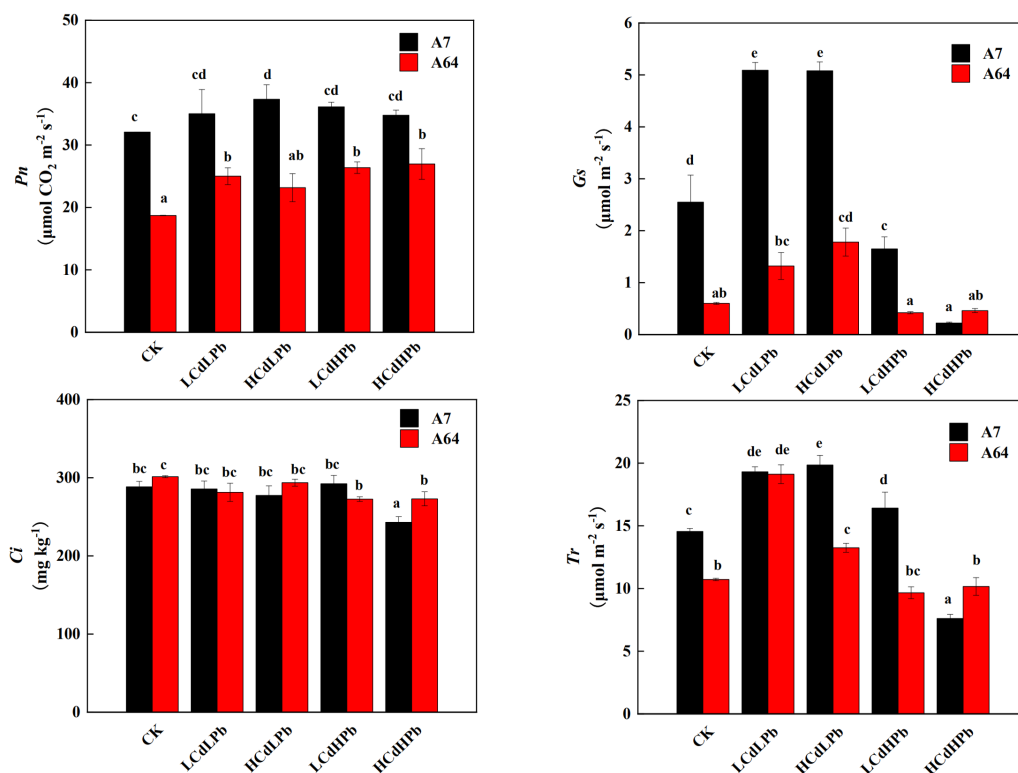 50
40
30
20
10
0
Pn
(μmol CO₂ m⁻² s⁻¹)
A7
A64
c
a
cd
b
d
ab
cd
b
cd
b
CK
LCdLPb
HCdLPb
LCdHPb
HCdHPb
6
5
4
3
2
1
0
Gs
(μmol m⁻² s⁻¹)
A7
A64
d
ab
e
bc
e
cd
c
a
a
ab
CK
LCdLPb
HCdLPb
LCdHPb
HCdHPb
400
300
200
100
0
Ci
(mg kg⁻¹)
A7
A64
bc
c
bc
bc
bc
bc
bc
b
a
bc
CK
LCdLPb
HCdLPb
LCdHPb
HCdHPb
25
20
15
10
5
0
Tr
(μmol m⁻² s⁻¹)
A7
A64
c
b
de
de
e
c
d
bc
a
b
CK
LCdLPb
HCdLPb
LCdHPb
HCdHPb